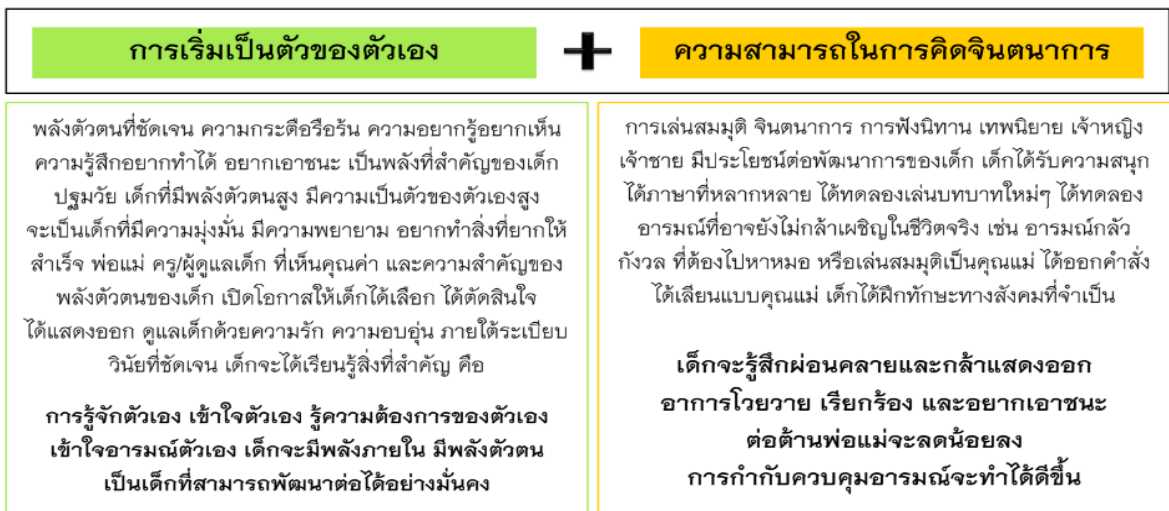 การเริ่มเป็นตัวของตัวเอง
+
ความสามารถในการคิดจินตนาการ
พลังตัวตนที่ชัดเจน ความกระตือรือร้น ความอยากรู้อยากเห็น
ความรู้สึกอยากทำได้ อยากเอาชนะ เป็นพลังที่สำคัญของเด็ก
ปฐมวัย เด็กที่มีพลังตัวตนสูง มีความเป็นตัวของตัวเองสูง
จะเป็นเด็กที่มีความมุ่งมั่น มีความพยายาม อยากทำสิ่งที่ยากให้
สำเร็จ พ่อแม่ ครู/ผู้ดูแลเด็ก ที่เห็นคุณค่า และความสำคัญของ
พลังตัวตนของเด็ก เปิดโอกาสให้เด็กได้เลือก ได้ตัดสินใจ
ได้แสดงออก ดูแลเด็กด้วยความรัก ความอบอุ่น ภายใต้ระเบียบ
วินัยที่ชัดเจน เด็กจะได้เรียนรู้สิ่งที่สำคัญ คือ
การรู้จักตัวเอง เข้าใจตัวเอง รู้ความต้องการของตัวเอง
เข้าใจอารมณ์ตัวเอง เด็กจะมีพลังภายใน มีพลังตัวตน
เป็นเด็กที่สามารถพัฒนาต่อได้อย่างมั่นคง
การเล่นสมมุติ จินตนาการ การฟังนิทาน เทพนิยาย เจ้าหญิง
เจ้าชาย มีประโยชน์ต่อพัฒนาการของเด็ก เด็กได้รับความสนุก
ได้ภาษาที่หลากหลาย ได้ทดลองเล่นบทบาทใหม่ๆ ได้ทดลอง
อารมณ์ที่อาจยังไม่กล้าเผชิญในชีวิตจริง เช่น อารมณ์กลัว
กังวล ที่ต้องไปหาหมอ หรือเล่นสมมุติเป็นคุณแม่ ได้ออกคำสั่ง
ได้เลียนแบบคุณแม่ เด็กได้ฝึกทักษะทางสังคมที่จำเป็น
เด็กจะรู้สึกผ่อนคลายและกล้าแสดงออก
อาการโวยวาย เรียกร้อง และอยากเอาชนะ
ต่อต้านพ่อแม่จะลดน้อยลง
การกำกับควบคุมอารมณ์จะทำได้ดีขึ้น